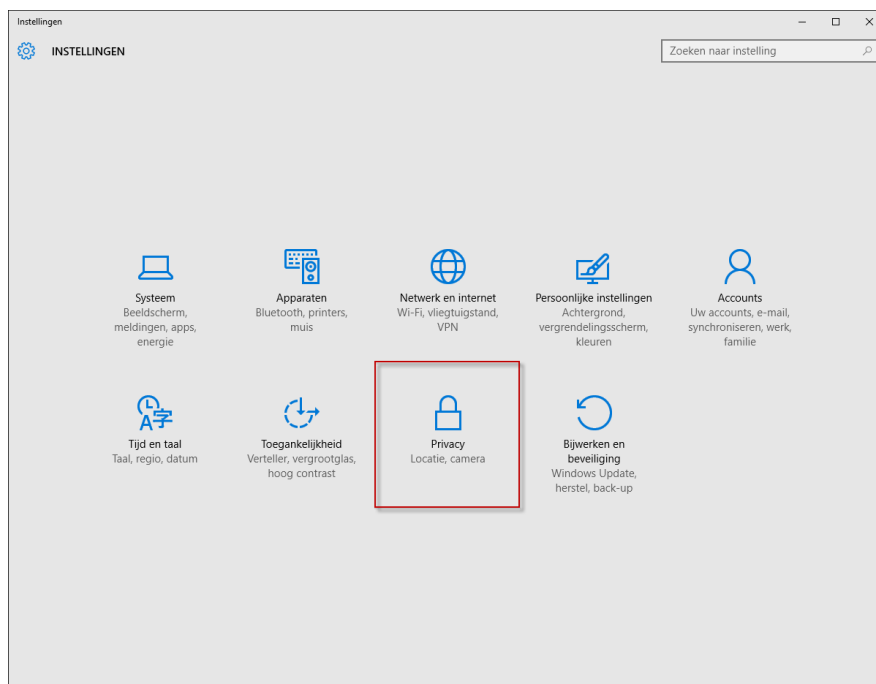 Instellingen
INSTELLINGEN
Zoeken naar instelling
Systeem
Beeldscherm,
meldingen, apps,
energie
Apparaten
Bluetooth, printers,
muis
Netwerk en internet
Wi-Fi, vliegtuigstand,
VPN
Persoonlijke instellingen
Achtergrond,
vergrendelingsscherm,
kleuren
Accounts
Uw accounts, e-mail,
synchroniseren, werk,
familie
Tijd en taal
Taal, regio, datum
Toegankelijkheid
Verteller, vergrootglas,
hoog contrast
Privacy
Locatie, camera
Bijwerken en
beveiliging
Windows Update,
herstel, back-up